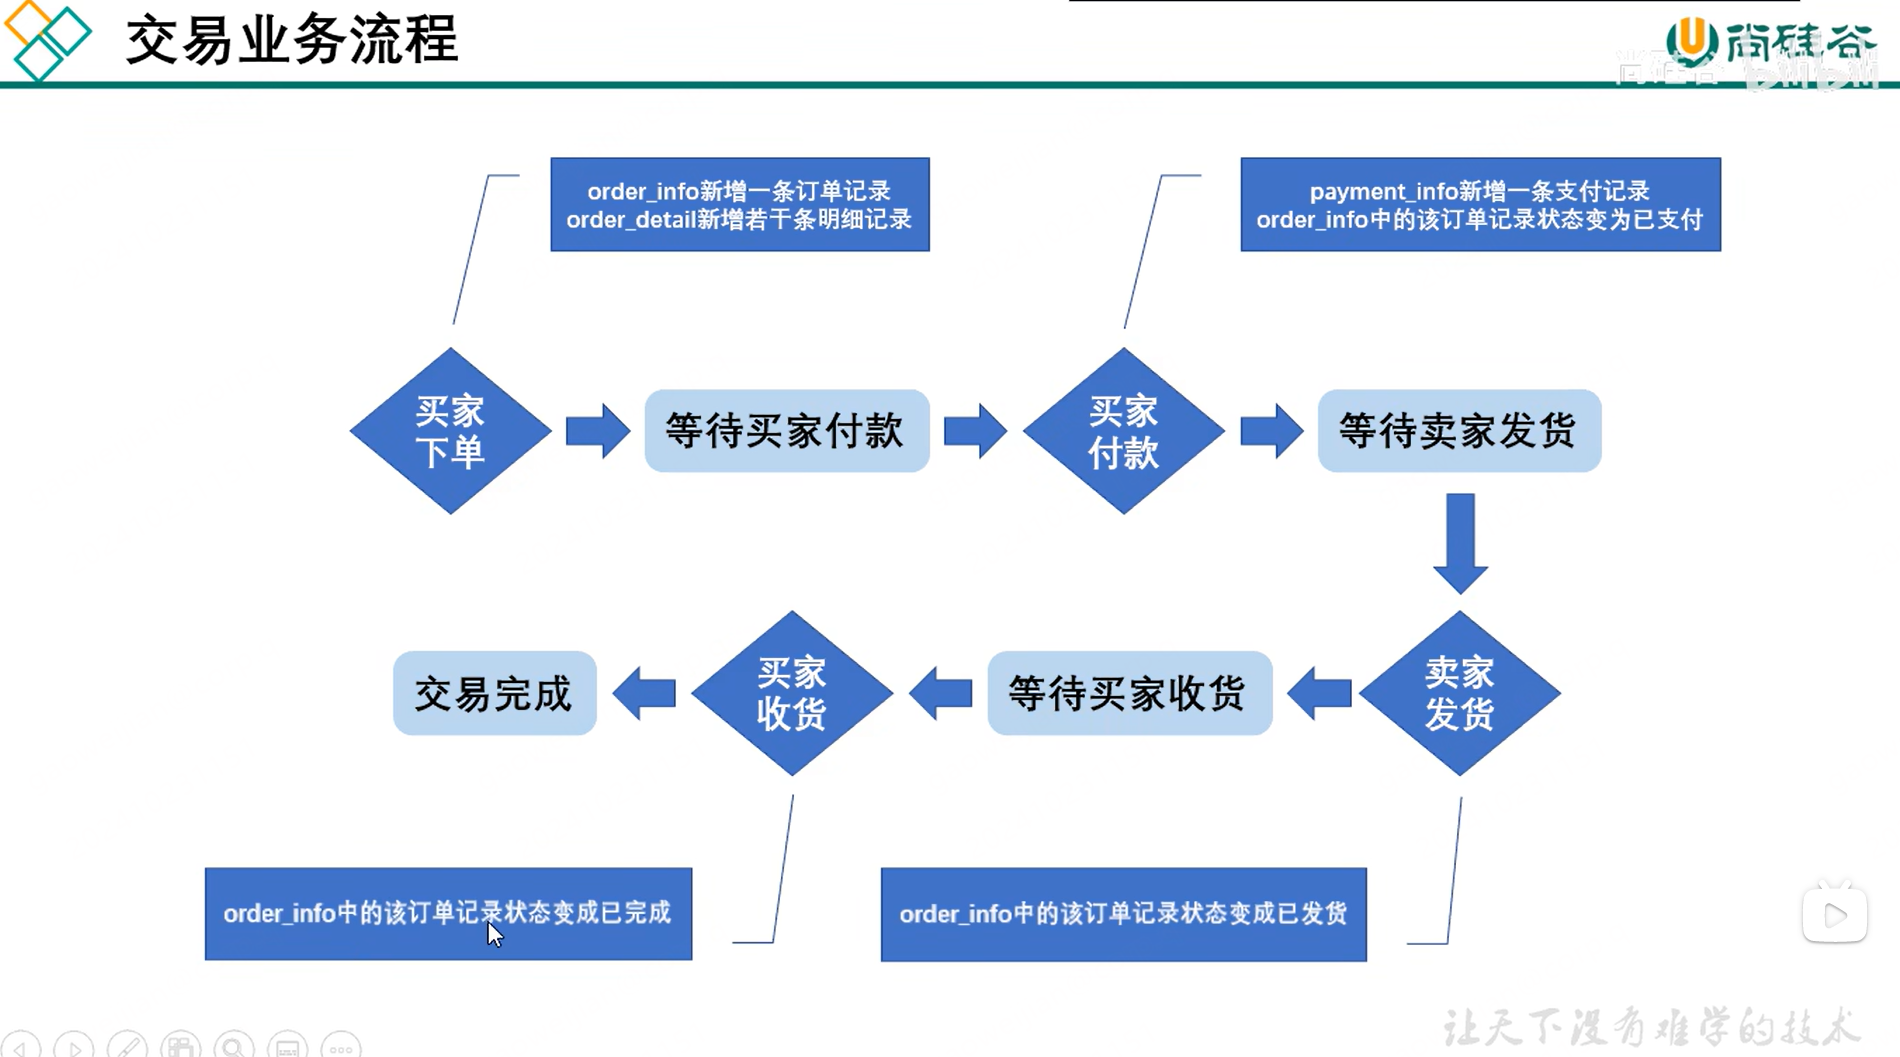 交易业务流程
尚硅谷
尚硅谷 bilibili
order_info新增一条订单记录
order_detail新增若干条明细记录
payment_info新增一条支付记录
order_info中的该订单记录状态变为已支付
买家
下单
等待买家付款
买家
付款
等待卖家发货
交易完成
买家
收货
等待买家收货
卖家
发货
order_info中的该订单记录状态变成已完成
order_info中的该订单记录状态变成已发货
让天下没有难学的技术